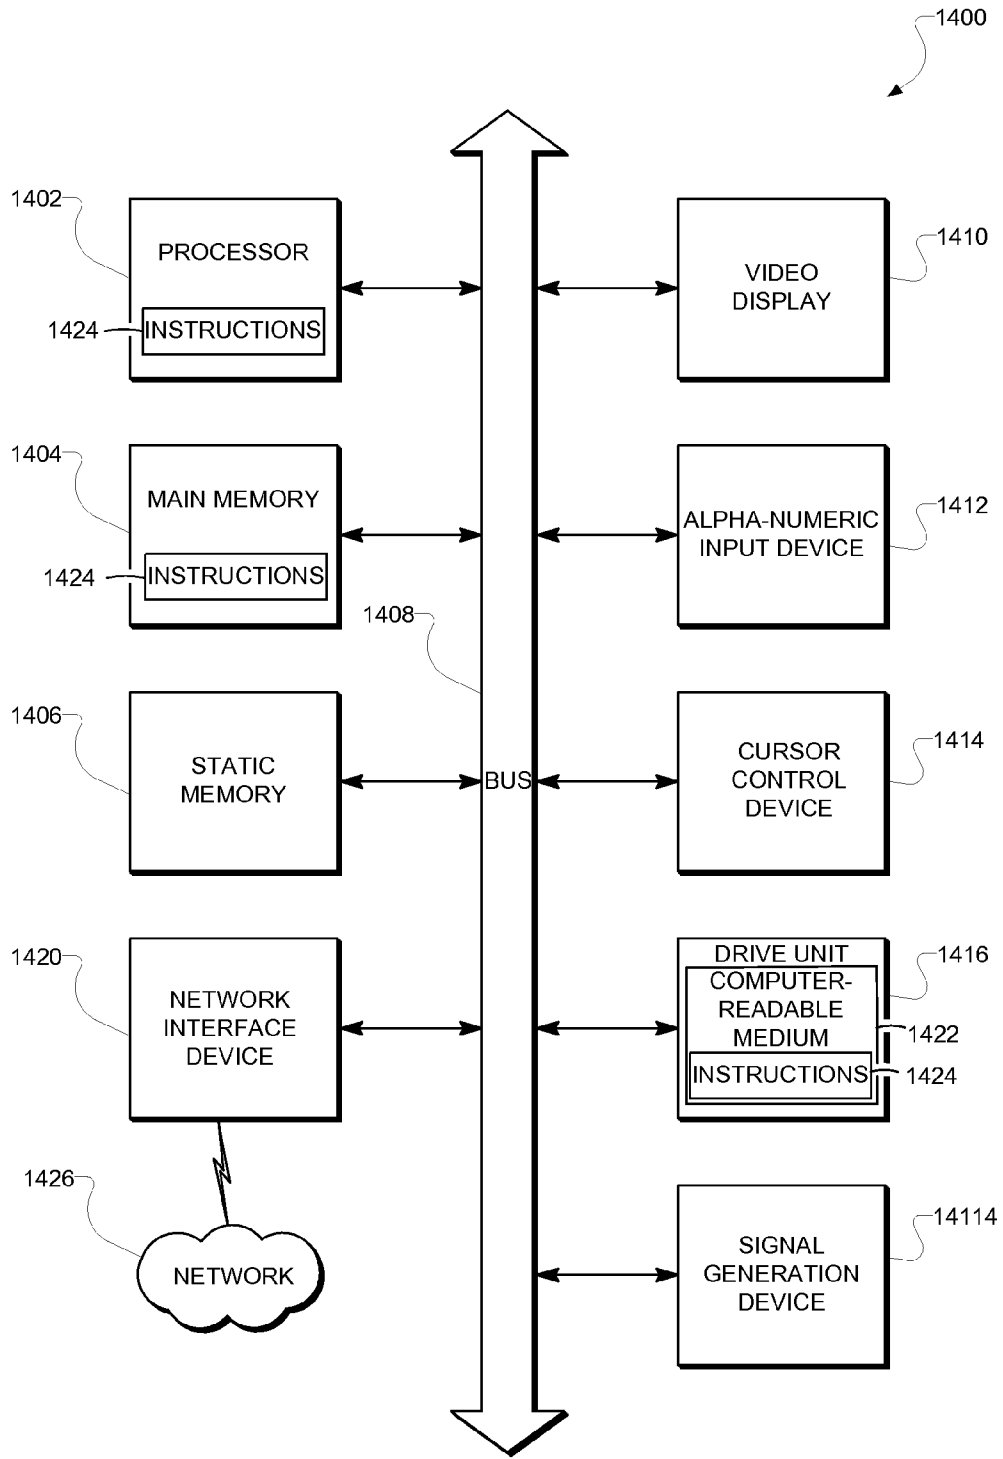 1400
1402
PROCESSOR
1424
INSTRUCTIONS
1404
MAIN MEMORY
1424
INSTRUCTIONS
1406
STATIC
MEMORY
1420
NETWORK
INTERFACE
DEVICE
1426
NETWORK
1408
BUS
1410
VIDEO
DISPLAY
1412
ALPHA-NUMERIC
INPUT DEVICE
1414
CURSOR
CONTROL
DEVICE
1416
DRIVE UNIT
COMPUTER-
READABLE
MEDIUM
1422
INSTRUCTIONS
1424
14114
SIGNAL
GENERATION
DEVICE